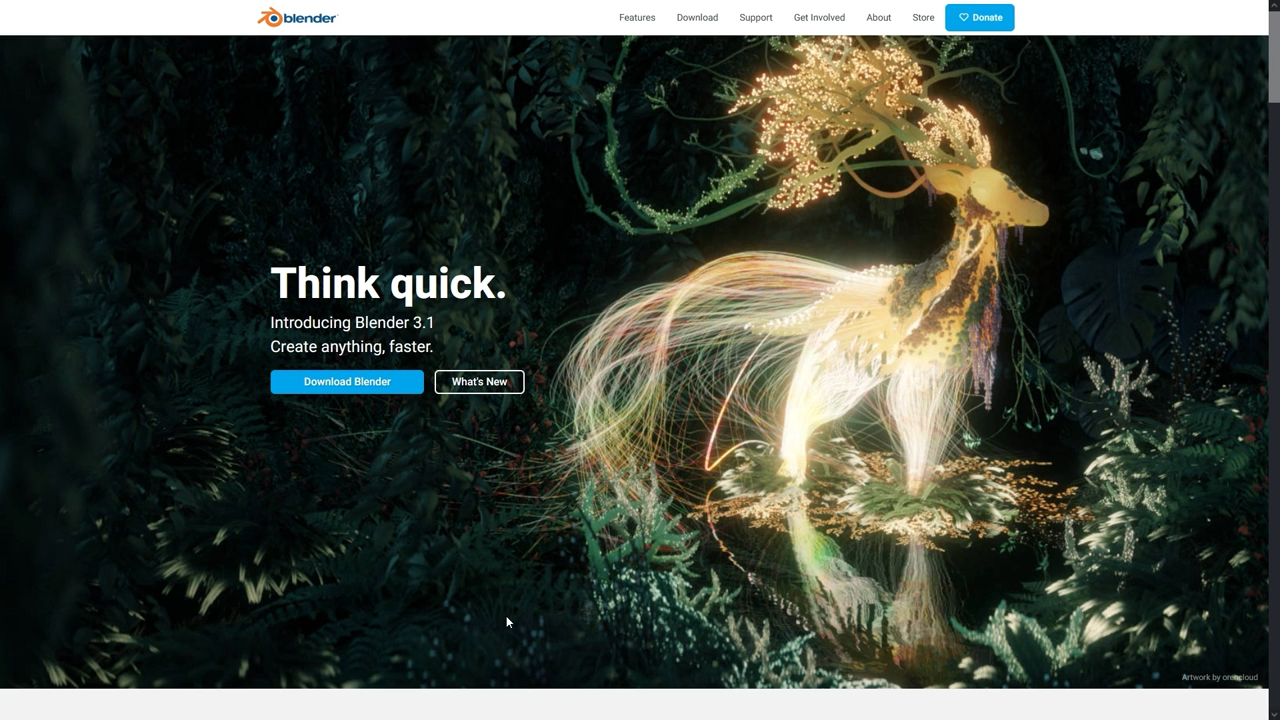 blender
Features Download Support Get Involved About Store Donate
Think quick.
Introducing Blender 3.1
Create anything, faster.
Download Blender What's New
Artwork by orencloud